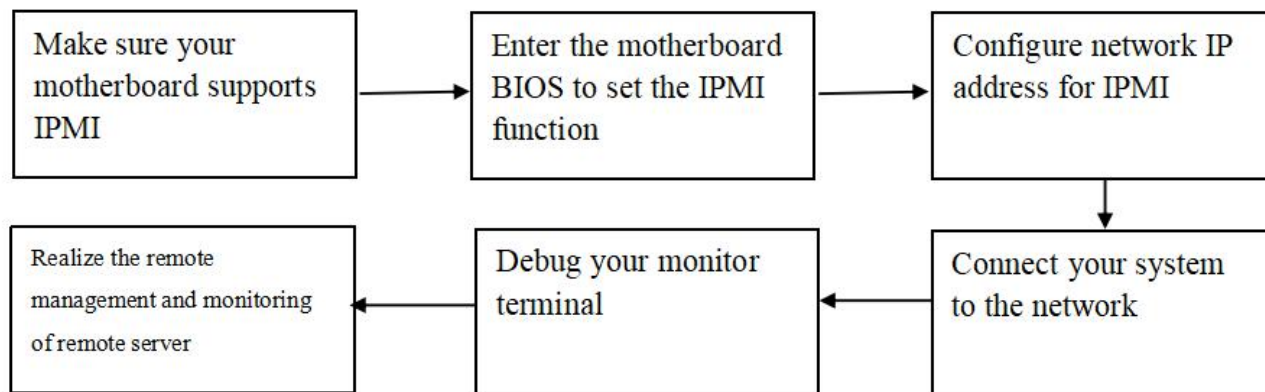 Make sure your
motherboard supports
IPMI
Enter the motherboard
BIOS to set the IPMI
function
Configure network IP
address for IPMI
Connect your system
to the network
Debug your monitor
terminal
Realize the remote
management and monitoring
of remote server